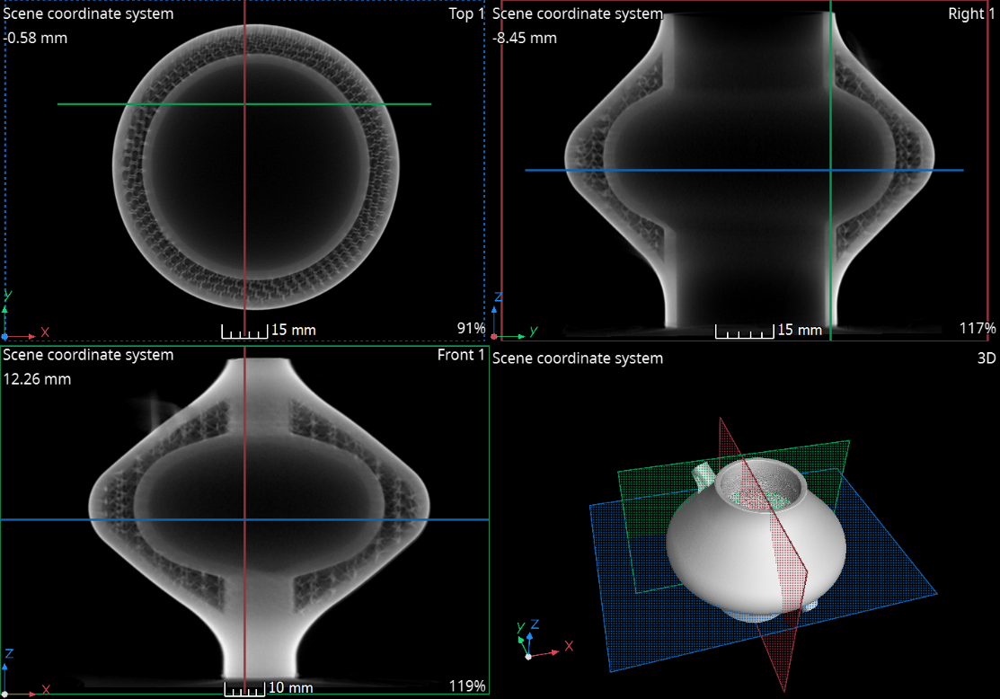 Scene coordinate system
Top 1
-0.58 mm
y
x
15 mm
91%
Scene coordinate system
Right 1
-8.45 mm
z
y
15 mm
117%
Scene coordinate system
Front 1
12.26 mm
z
x
10 mm
119%
Scene coordinate system
3D
y
z
x